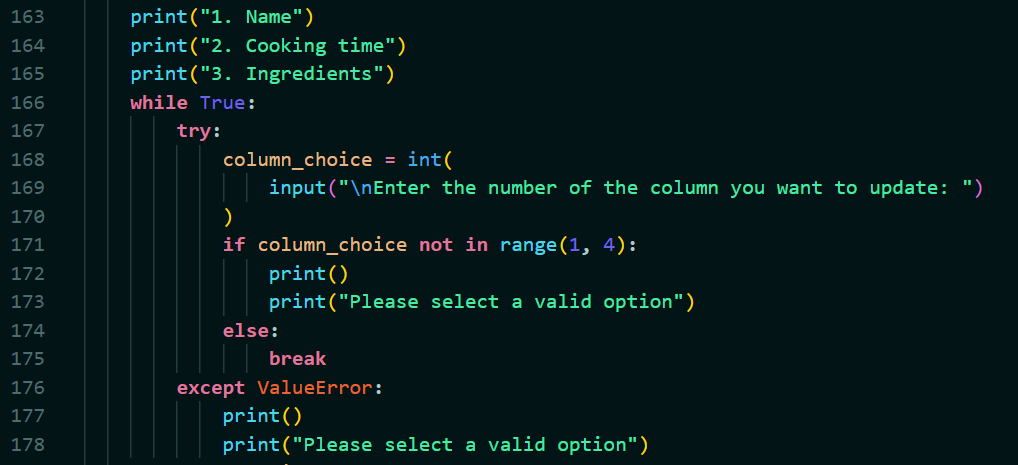 163 print("1. Name")
164 print("2. Cooking time")
165 print("3. Ingredients")
166 while True:
167 try:
168 column_choice = int(
169 input("\nEnter the number of the column you want to update: ")
170 )
171 if column_choice not in range(1, 4):
172 print()
173 print("Please select a valid option")
174 else:
175 break
176 except ValueError:
177 print()
178 print("Please select a valid option")